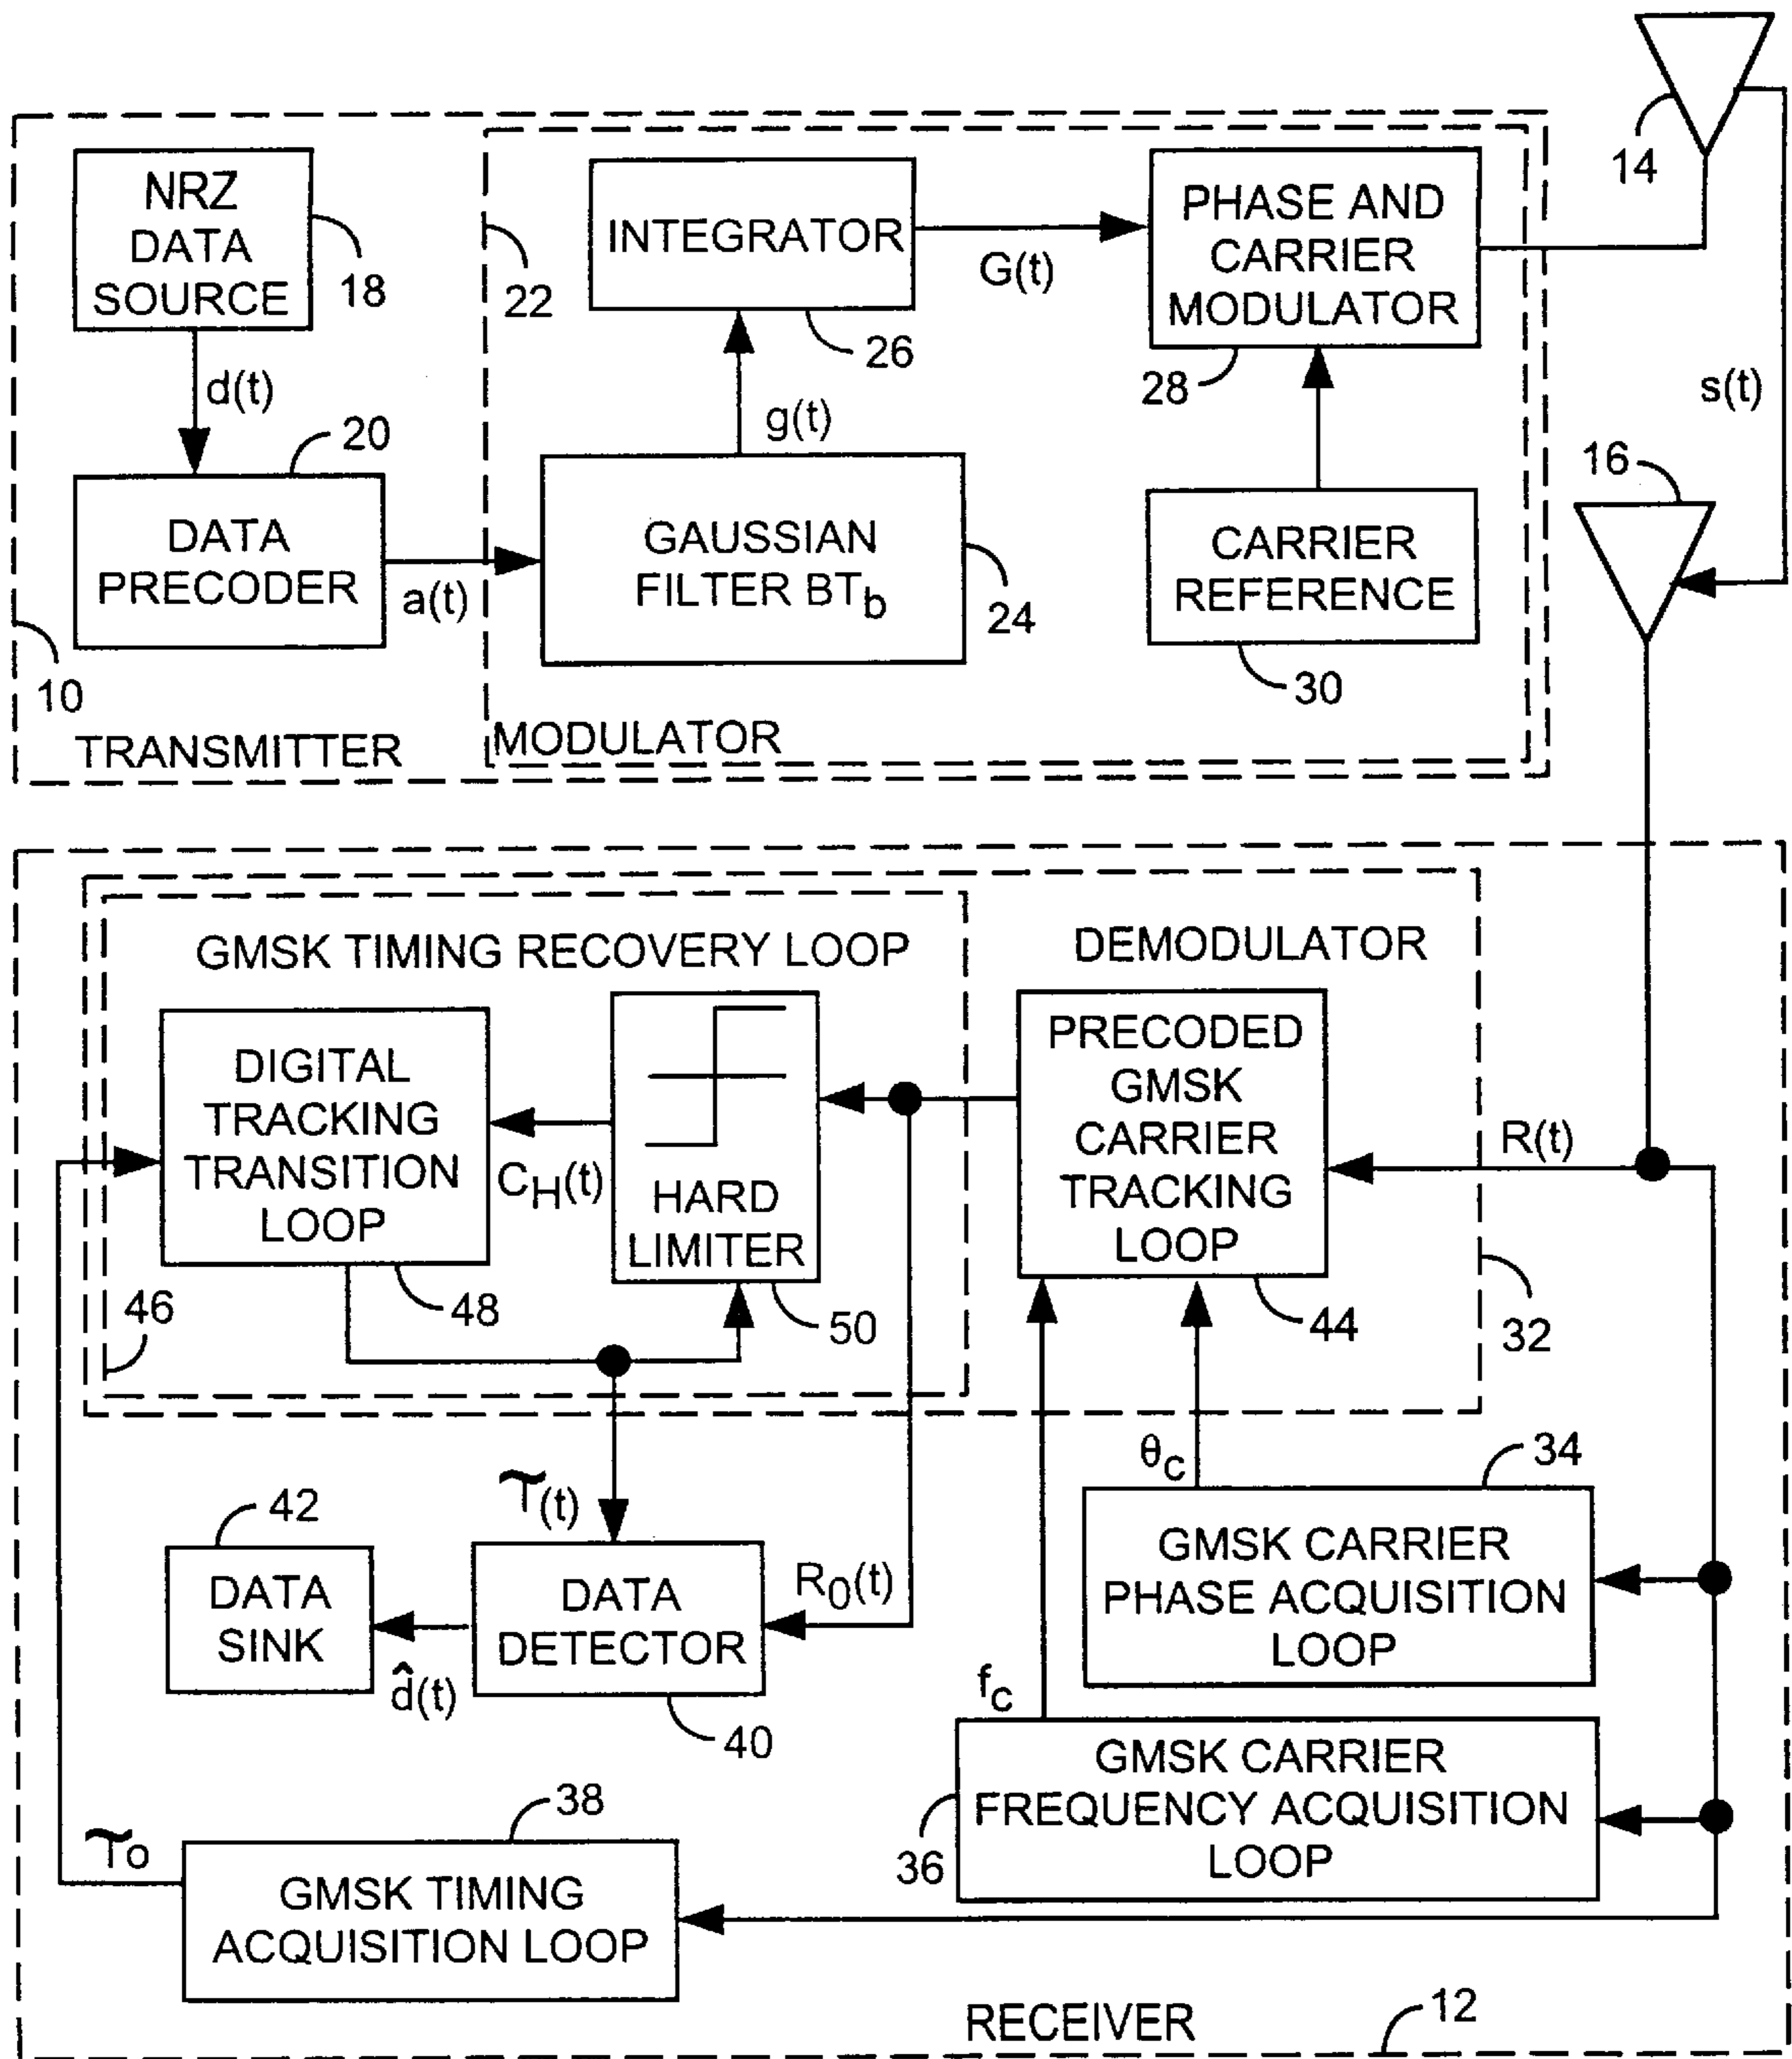 NRZ
DATA
SOURCE
18
d(t)
20
DATA
PRECODER
a(t)
10
TRANSMITTER
22
INTEGRATOR
26
G(t)
g(t)
GAUSSIAN
FILTER BTb
24
PHASE AND
CARRIER
MODULATOR
28
CARRIER
REFERENCE
30
MODULATOR
14
s(t)
16
GMSK TIMING RECOVERY LOOP
DEMODULATOR
DIGITAL
TRACKING
TRANSITION
LOOP
48
46
CH(t)
HARD
LIMITER
50
PRECODED
GMSK
CARRIER
TRACKING
LOOP
44
R(t)
32
θc
34
GMSK CARRIER
PHASE ACQUISITION
LOOP
42
DATA
SINK
d̂(t)
T̃(t)
DATA
DETECTOR
40
R0(t)
fc
GMSK CARRIER
FREQUENCY ACQUISITION
LOOP
36
T̃o
38
GMSK TIMING
ACQUISITION LOOP
RECEIVER
12